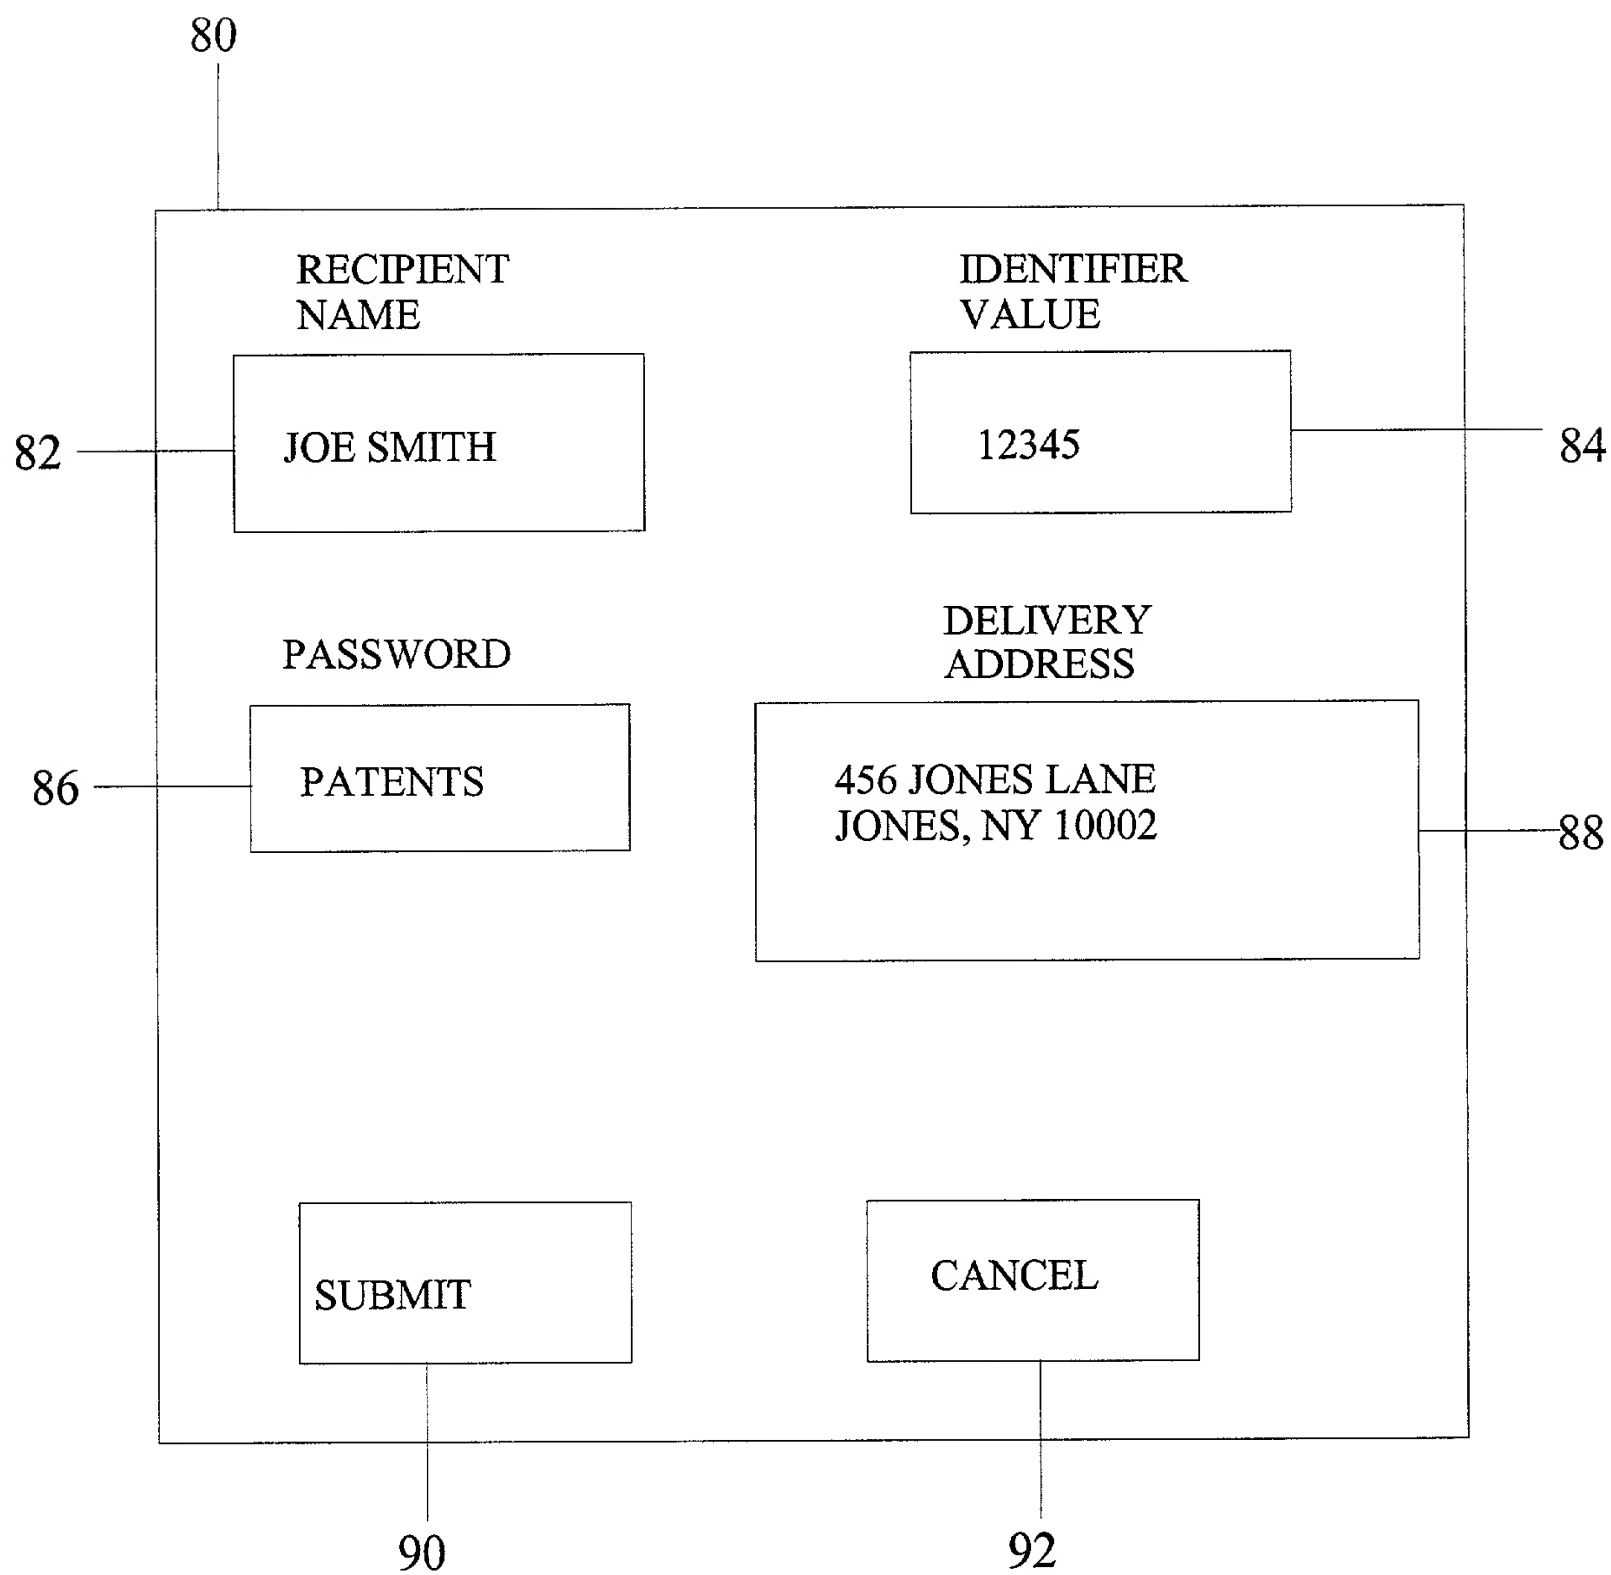 80
RECIPIENT
NAME
IDENTIFIER
VALUE
82
JOE SMITH
12345
84
PASSWORD
DELIVERY
ADDRESS
86
PATENTS
456 JONES LANE
JONES, NY 10002
88
SUBMIT
CANCEL
90
92